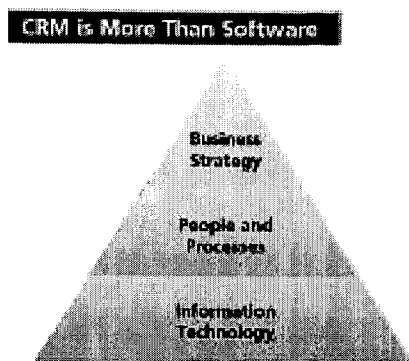 CRM is More Than Software
Business
Strategy
People and
Processes
Information
Technology